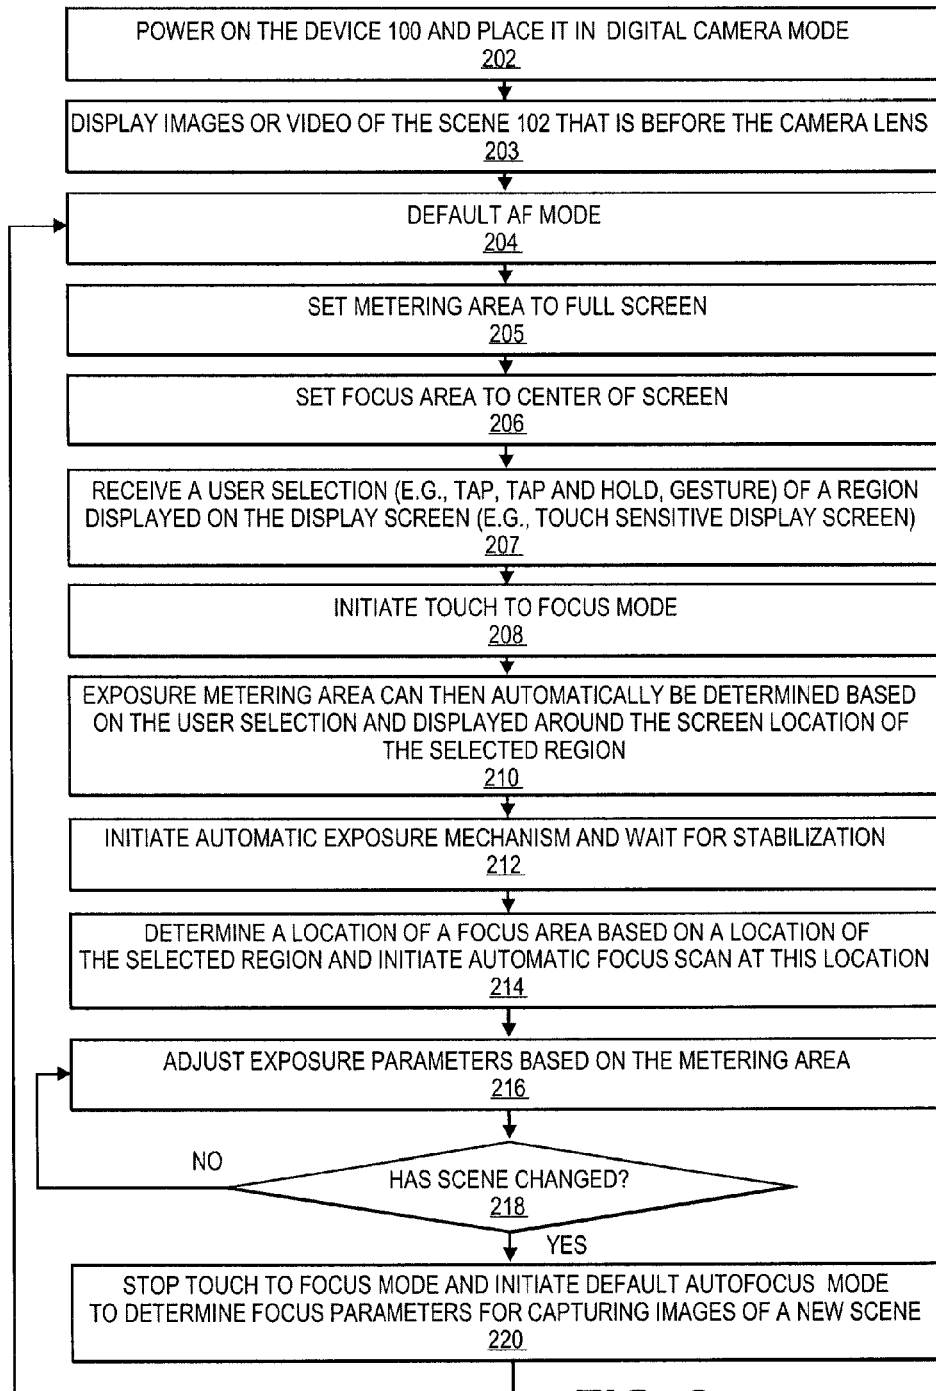 POWER ON THE DEVICE 100 AND PLACE IT IN DIGITAL CAMERA MODE
202
DISPLAY IMAGES OR VIDEO OF THE SCENE 102 THAT IS BEFORE THE CAMERA LENS
203
DEFAULT AF MODE
204
SET METERING AREA TO FULL SCREEN
205
SET FOCUS AREA TO CENTER OF SCREEN
206
RECEIVE A USER SELECTION (E.G., TAP, TAP AND HOLD, GESTURE) OF A REGION
DISPLAYED ON THE DISPLAY SCREEN (E.G., TOUCH SENSITIVE DISPLAY SCREEN)
207
INITIATE TOUCH TO FOCUS MODE
208
EXPOSURE METERING AREA CAN THEN AUTOMATICALLY BE DETERMINED BASED
ON THE USER SELECTION AND DISPLAYED AROUND THE SCREEN LOCATION OF
THE SELECTED REGION
210
INITIATE AUTOMATIC EXPOSURE MECHANISM AND WAIT FOR STABILIZATION
212
DETERMINE A LOCATION OF A FOCUS AREA BASED ON A LOCATION OF
THE SELECTED REGION AND INITIATE AUTOMATIC FOCUS SCAN AT THIS LOCATION
214
ADJUST EXPOSURE PARAMETERS BASED ON THE METERING AREA
216
NO
HAS SCENE CHANGED?
218
YES
STOP TOUCH TO FOCUS MODE AND INITIATE DEFAULT AUTOFOCUS MODE
TO DETERMINE FOCUS PARAMETERS FOR CAPTURING IMAGES OF A NEW SCENE
220